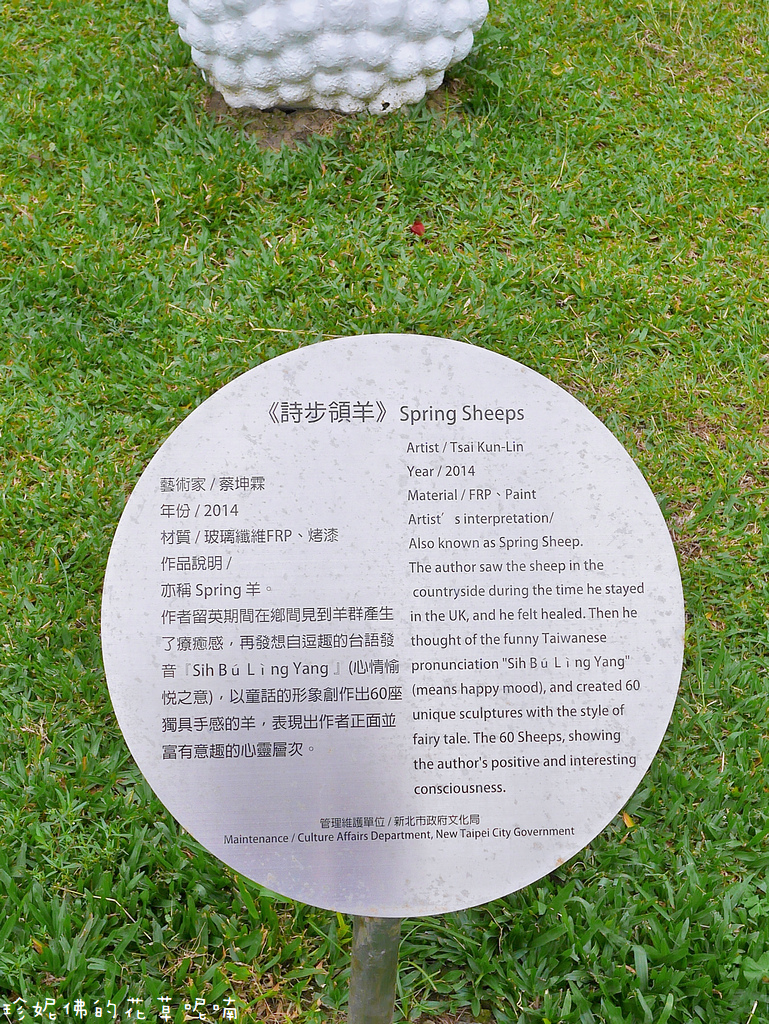 《詩步領羊》 Spring Sheeps
藝術家 / 蔡坤霖
年份 / 2014
材質 / 玻璃纖維FRP、烤漆
作品說明 /
亦稱 Spring 羊。
作者留英期間在鄉間見到羊群產生
了療癒感，再發想自逗趣的台語發
音『Sih Bú Lìng Yang 』(心情愉
悅之意)，以童話的形象創作出60座
獨具手感的羊，表現出作者正面並
富有意趣的心靈層次。
Artist / Tsai Kun-Lin
Year / 2014
Material / FRP、Paint
Artist′s interpretation/
Also known as Spring Sheep.
The author saw the sheep in the
countryside during the time he stayed
in the UK, and he felt healed. Then he
thought of the funny Taiwanese
pronunciation "Sih Bú Lìng Yang"
(means happy mood), and created 60
unique sculptures with the style of
fairy tale. The 60 Sheeps, showing
the author's positive and interesting
consciousness.
管理維護單位 / 新北市政府文化局
Maintenance / Culture Affairs Department, New Taipei City Government
珍妮佛的花草呢喃